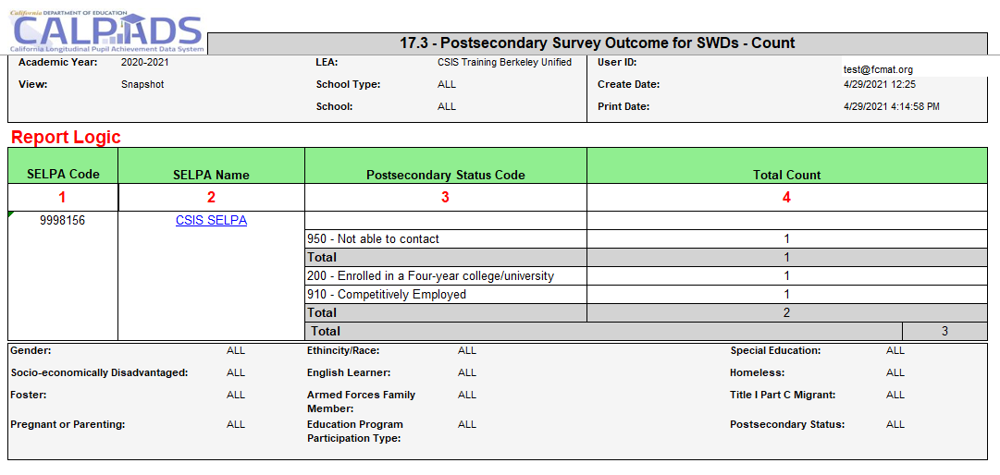 California DEPARTMENT OF EDUCATION
CALPADS
California Longitudinal Pupil Achievement Data System
17.3 - Postsecondary Survey Outcome for SWDs - Count
Academic Year: 2020-2021 LEA: CSIS Training Berkeley Unified User ID: test@fcmat.org
View: Snapshot School Type: ALL Create Date: 4/29/2021 12:25
School: ALL Print Date: 4/29/2021 4:14:58 PM
Report Logic
SELPA Code SELPA Name Postsecondary Status Code Total Count
1 2 3 4
9998156 CSIS SELPA
950 - Not able to contact 1
Total 1
200 - Enrolled in a Four-year college/university 1
910 - Competitively Employed 1
Total 2
Total 3
Gender: ALL Ethincity/Race: ALL Special Education: ALL
Socio-economically Disadvantaged: ALL English Learner: ALL Homeless: ALL
Foster: ALL Armed Forces Family ALL Title I Part C Migrant: ALL
Member:
Pregnant or Parenting: ALL Education Program ALL Postsecondary Status: ALL
Participation Type: